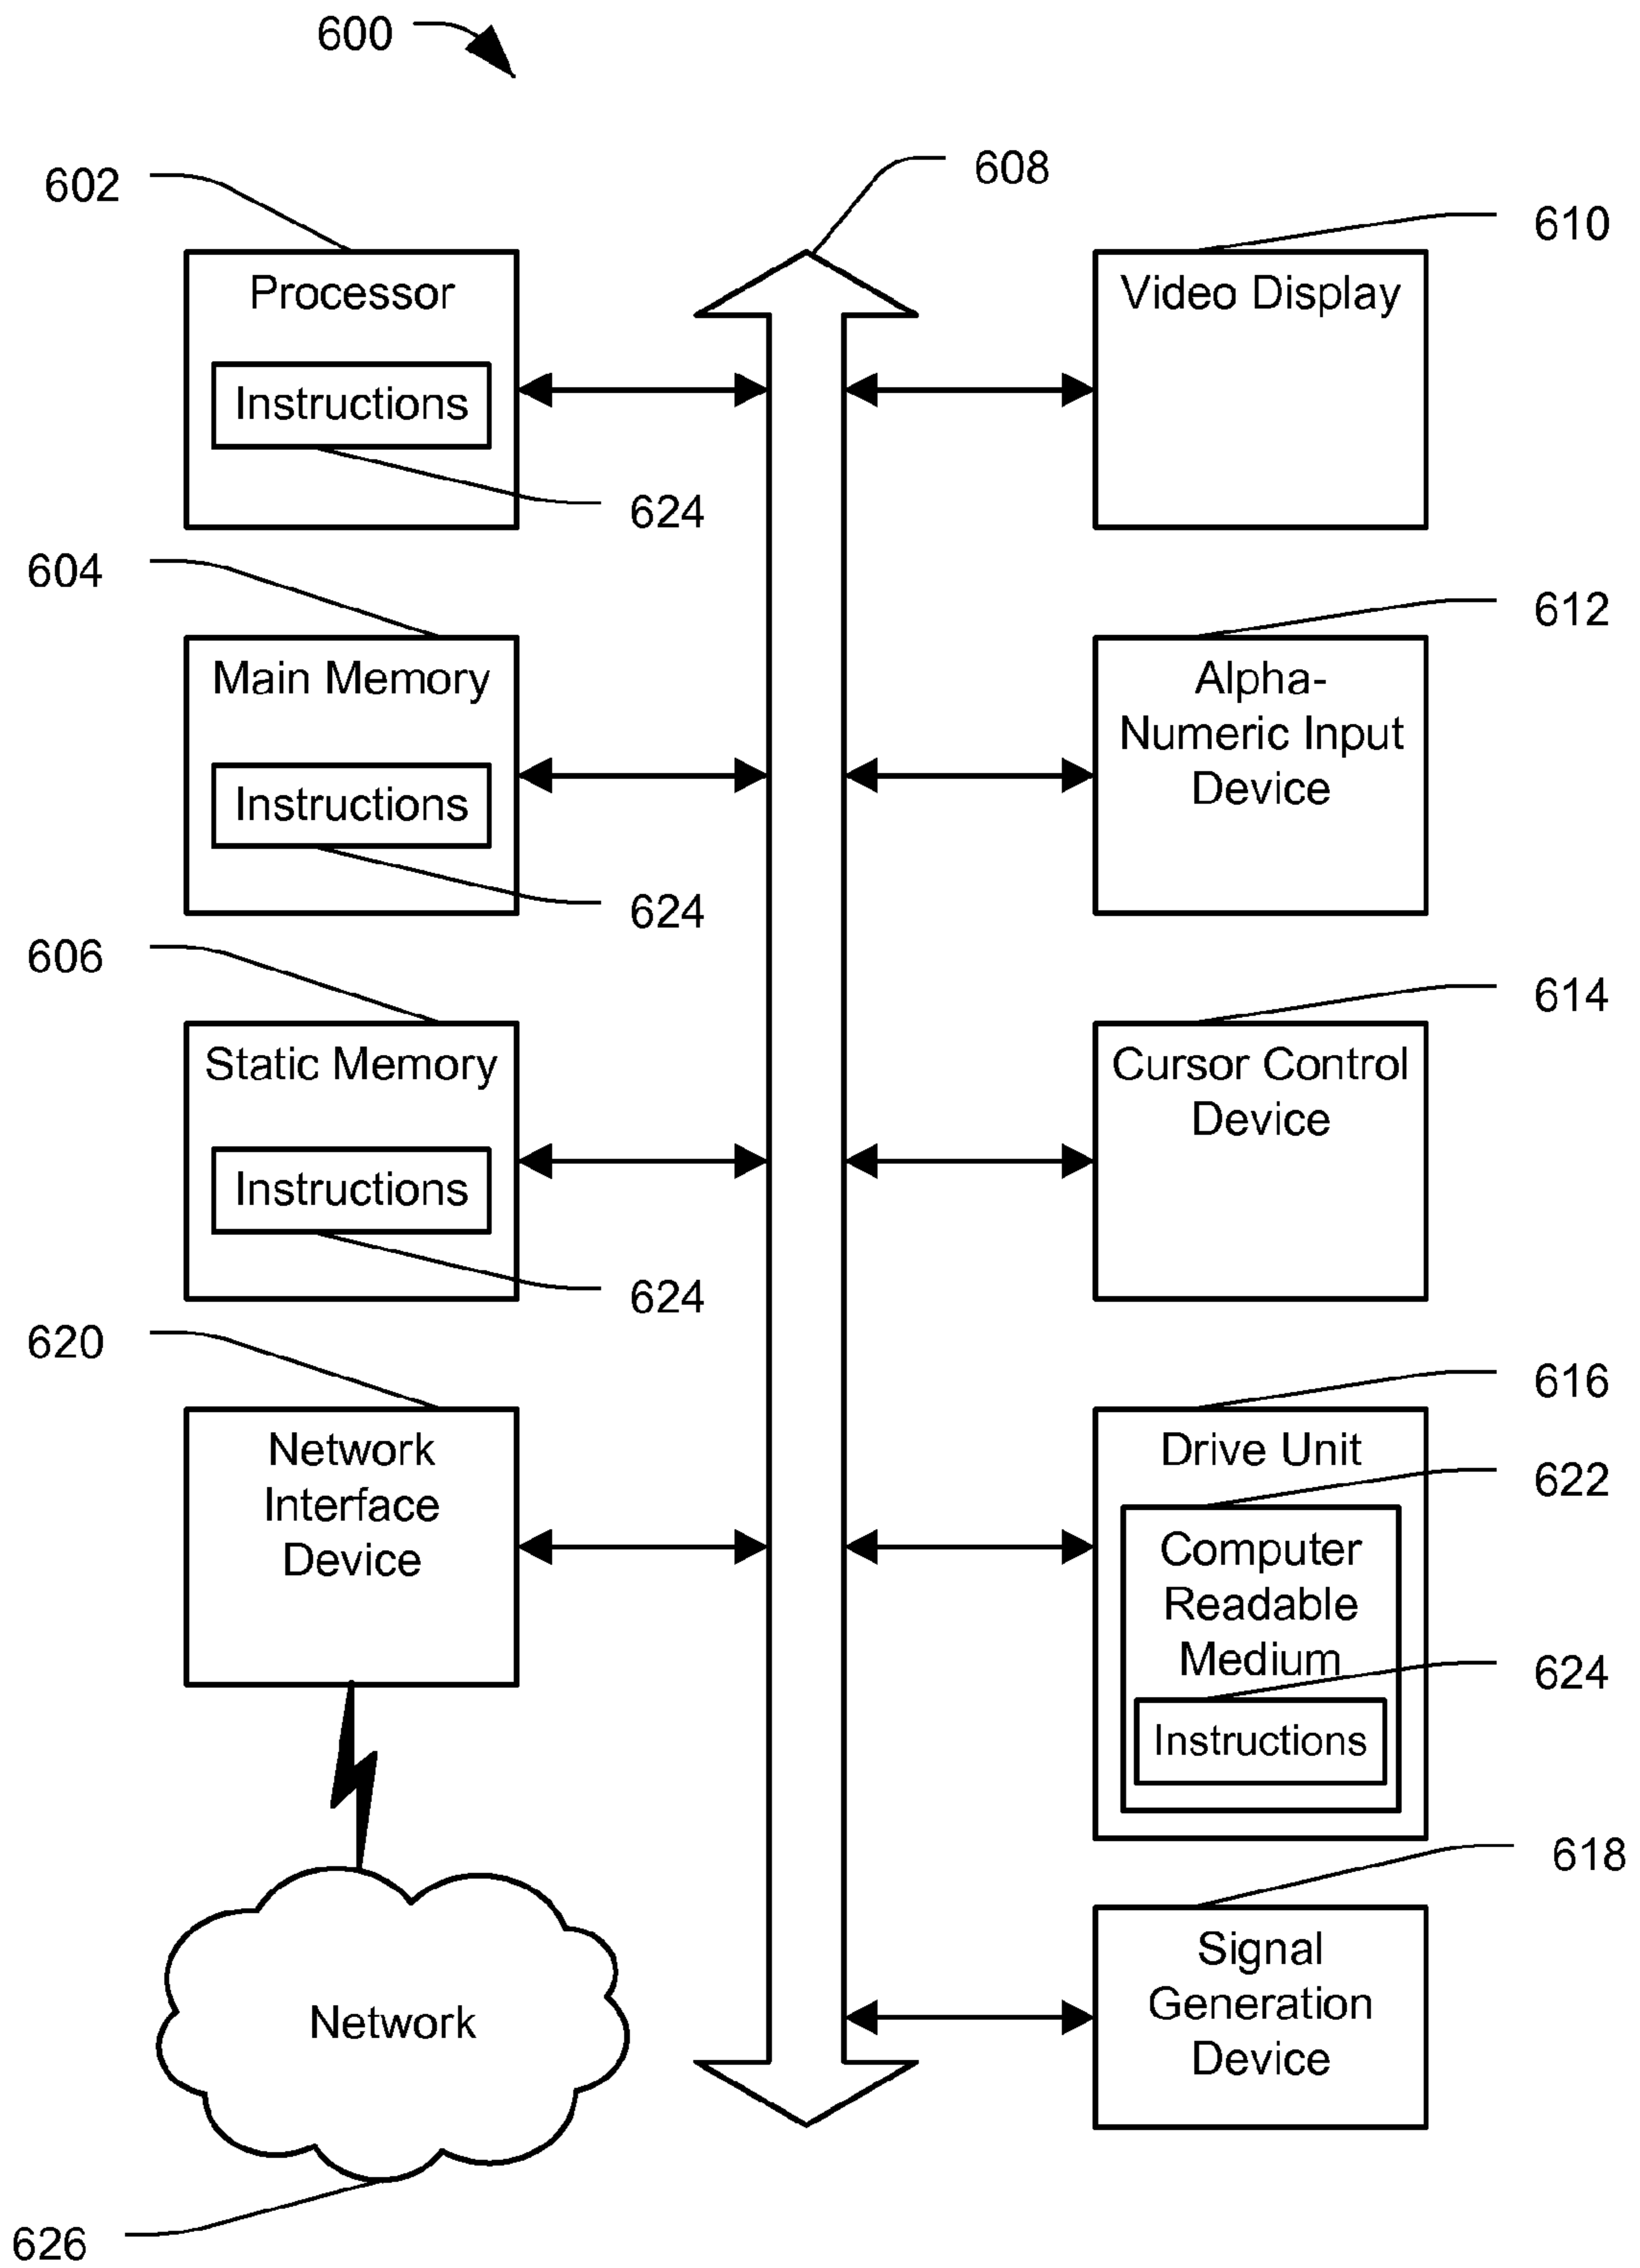 600
608
602
610
Processor
Video Display
Instructions
624
604
612
Main Memory
Alpha-
Numeric Input
Device
Instructions
624
606
614
Static Memory
Cursor Control
Device
Instructions
624
620
616
Network
Interface
Device
Drive Unit
622
Computer
Readable
Medium
624
Instructions
618
Signal
Generation
Device
Network
626